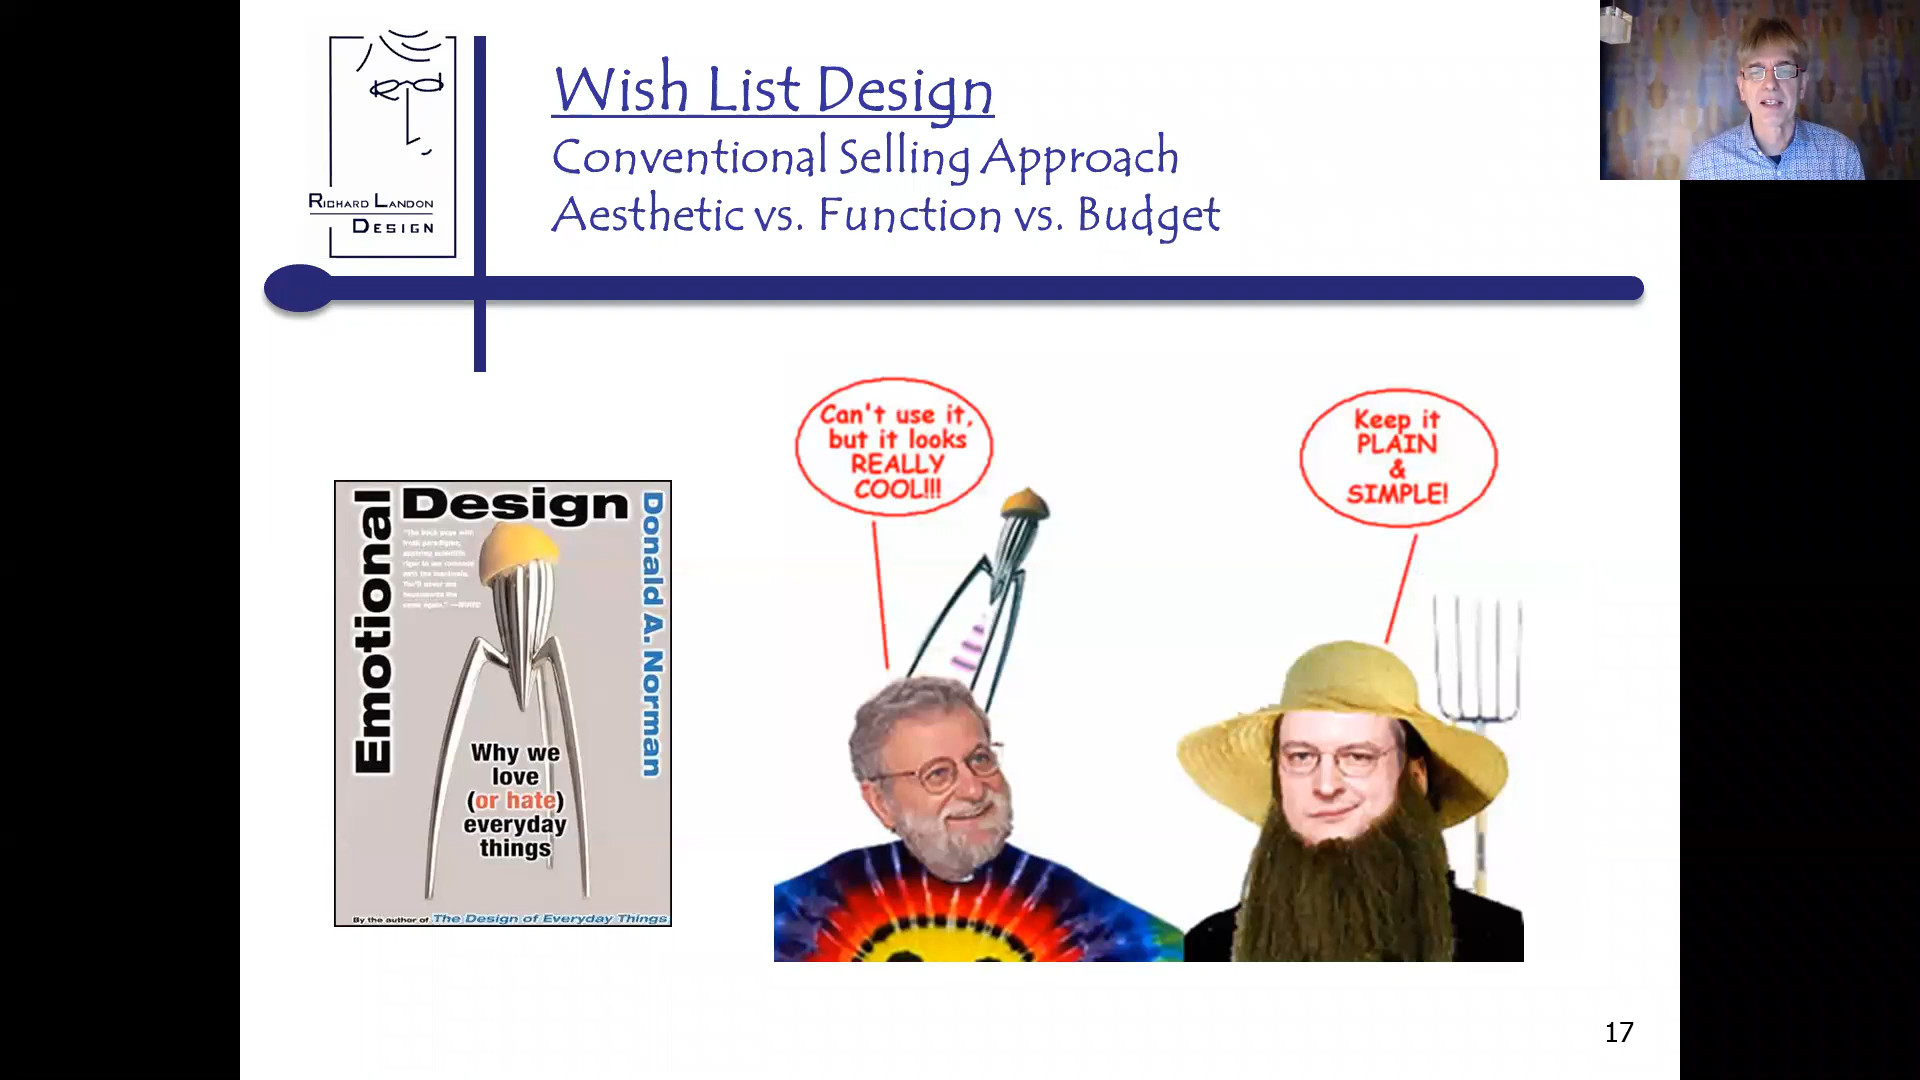 Wish List Design
Conventional Selling Approach
Aesthetic vs. Function vs. Budget
RICHARD LANDON
DESIGN
Can't use it,
but it looks
REALLY
COOL!!!
Keep it
PLAIN
&
SIMPLE!
Emotional
Design
Donald A. Norman
Why we
love
(or hate)
everyday
things
By the author of The Design of Everyday Things
17